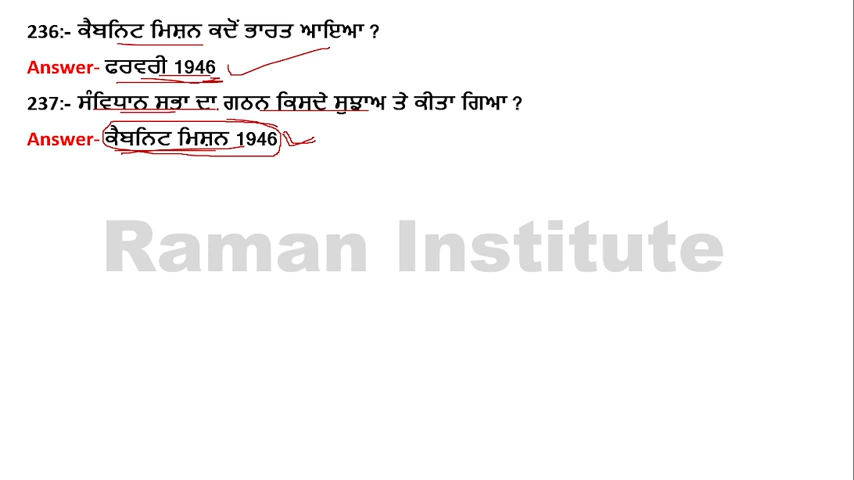 236:- ਕੈਬਨਿਟ ਮਿਸ਼ਨ ਕਦੋਂ ਭਾਰਤ ਆਇਆ ?
Answer- ਫਰਵਰੀ 1946
237:- ਸੰਵਿਧਾਨ ਸਭਾ ਦਾ ਗਠਨ ਕਿਸਦੇ ਸੁਝਾਅ ਤੇ ਕੀਤਾ ਗਿਆ ?
Answer- ਕੈਬਨਿਟ ਮਿਸ਼ਨ 1946
Raman Institute